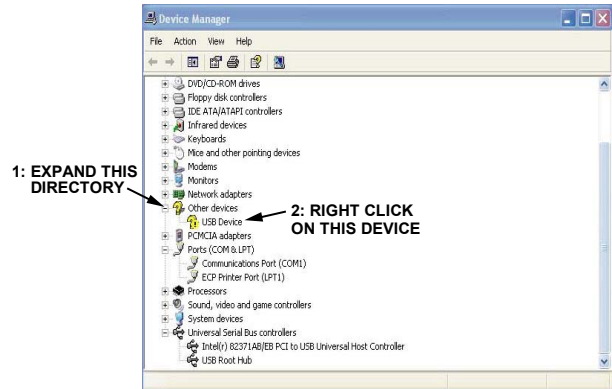 Device Manager
File Action View Help
DVD/CD-ROM drives
Floppy disk controllers
IDE ATA/ATAPI controllers
Infrared devices
Keyboards
Mice and other pointing devices
Modems
Monitors
Network adapters
Other devices
USB Device
PCMCIA adapters
Ports (COM & LPT)
Communications Port (COM1)
ECP Printer Port (LPT1)
Processors
Sound, video and game controllers
System devices
Universal Serial Bus controllers
Intel(r) 82371AB/EB PCI to USB Universal Host Controller
USB Root Hub
1: EXPAND THIS
DIRECTORY
2: RIGHT CLICK
ON THIS DEVICE